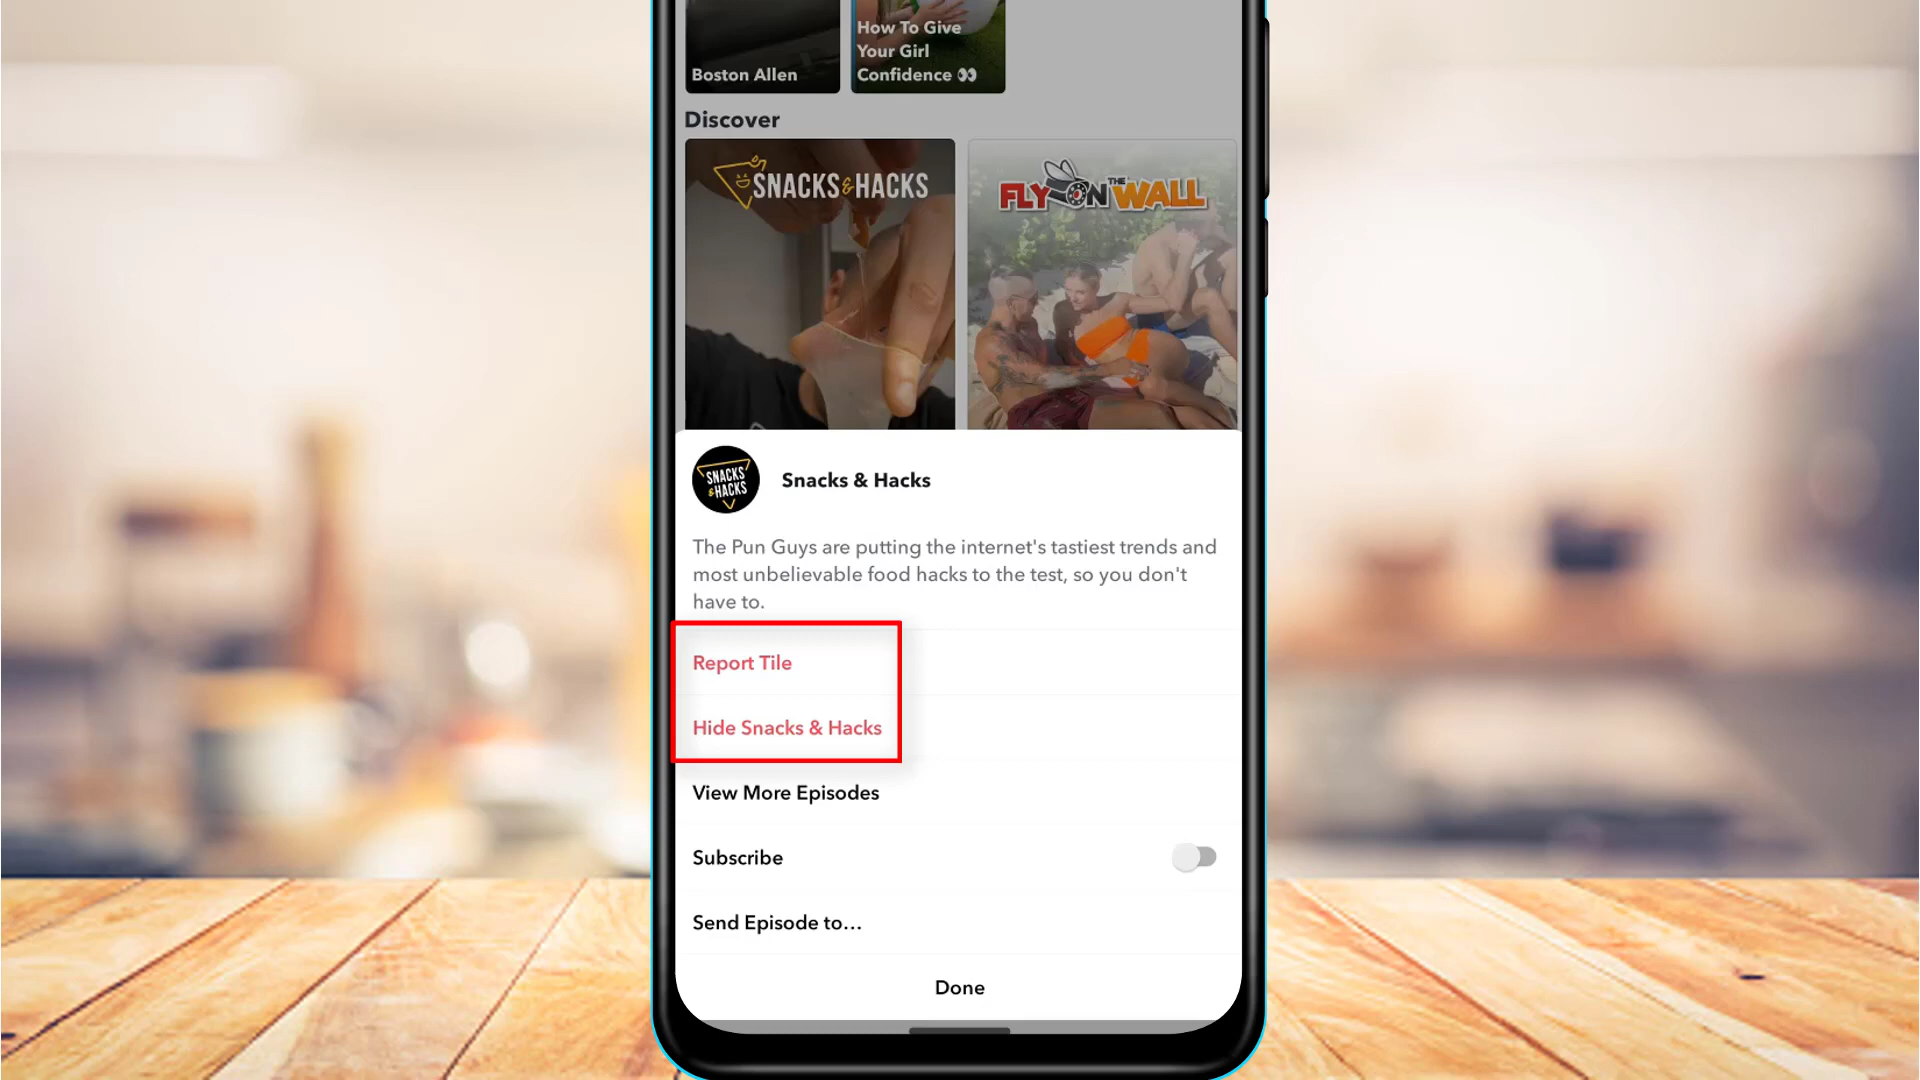 How To Give
Your Girl
Boston Allen
Confidence 👀
Discover
SNACKS & HACKS
FLY ON THE WALL
SNACKS
& HACKS
Snacks & Hacks
The Pun Guys are putting the internet's tastiest trends and
most unbelievable food hacks to the test, so you don't
have to.
Report Tile
Hide Snacks & Hacks
View More Episodes
Subscribe
Send Episode to...
Done